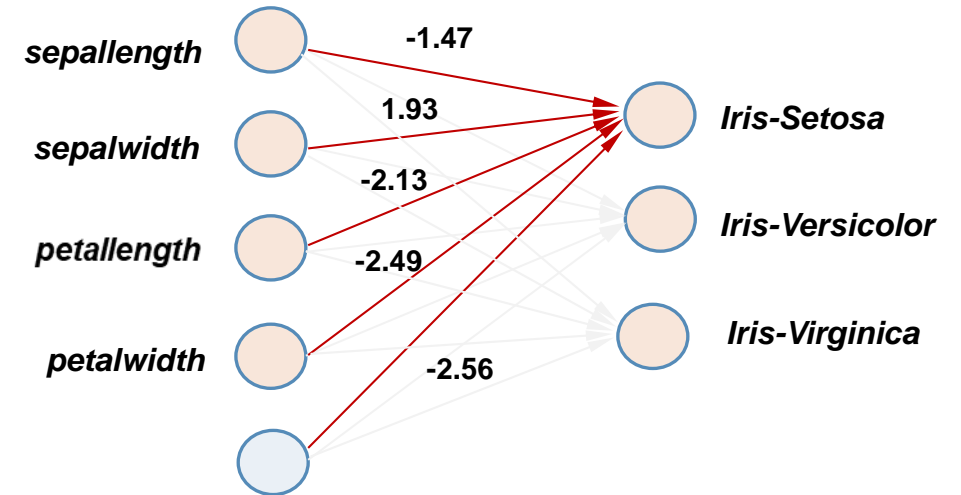 sepallength
-1.47
1.93
Iris-Setosa
sepalwidth
-2.13
Iris-Versicolor
petallength
-2.49
Iris-Virginica
petalwidth
-2.56